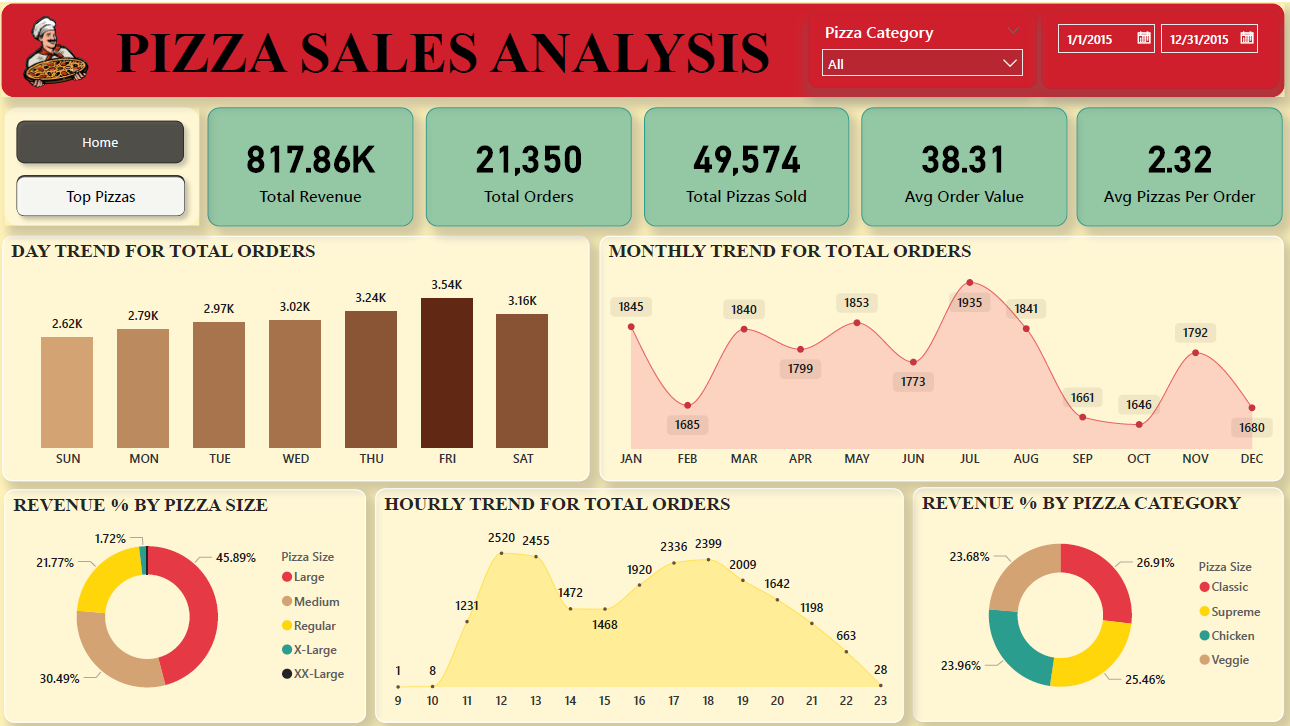 PIZZA SALES ANALYSIS
Pizza Category
All
1/1/2015
12/31/2015
Home
Top Pizzas
817.86K
Total Revenue
21,350
Total Orders
49,574
Total Pizzas Sold
38.31
Avg Order Value
2.32
Avg Pizzas Per Order
DAY TREND FOR TOTAL ORDERS
2.62K
2.79K
2.97K
3.02K
3.24K
3.54K
3.16K
SUN MON TUE WED THU FRI SAT
MONTHLY TREND FOR TOTAL ORDERS
1845
1685
1840
1799
1853
1773
1935
1841
1661
1646
1792
1680
JAN FEB MAR APR MAY JUN JUL AUG SEP OCT NOV DEC
REVENUE % BY PIZZA SIZE
1.72%
21.77%
45.89%
30.49%
Pizza Size
Large
Medium
Regular
X-Large
XX-Large
HOURLY TREND FOR TOTAL ORDERS
1
8
1231
2520
2455
1472
1468
1920
2336
2399
2009
1642
1198
663
28
9 10 11 12 13 14 15 16 17 18 19 20 21 22 23
REVENUE % BY PIZZA CATEGORY
23.68%
26.91%
23.96%
25.46%
Pizza Size
Classic
Supreme
Chicken
Veggie